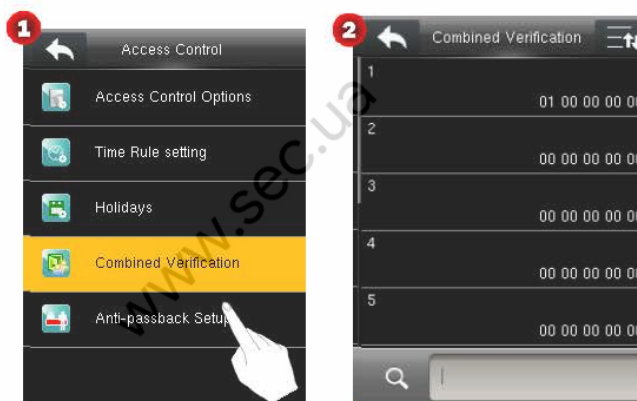 1
Access Control
Access Control Options
Time Rule setting
Holidays
Combined Verification
Anti-passback Setup
www.sec.ua
2
Combined Verification
1
01 00 00 00 00
2
00 00 00 00 00
3
00 00 00 00 00
4
00 00 00 00 00
5
00 00 00 00 00